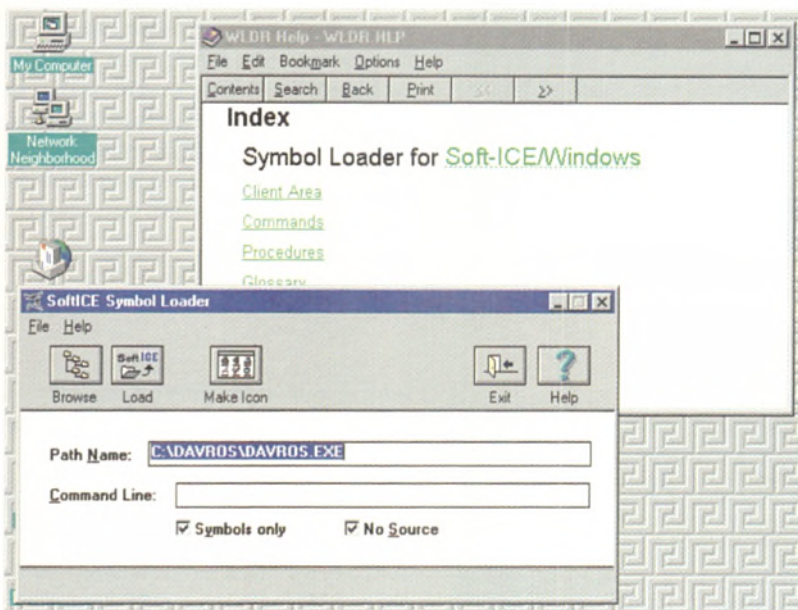 My Computer
Network
Neighborhood
WLDR Help - WLDR.HLP
File Edit Bookmark Options Help
Contents Search Back Print << >>
Index
Symbol Loader for Soft-ICE/Windows
Client Area
Commands
Procedures
Glossary
SoftICE Symbol Loader
File Help
Soft ICE
Browse Load Make Icon Exit Help
Path Name: C:\DAVROS\DAVROS.EXE
Command Line:
Symbols only No Source